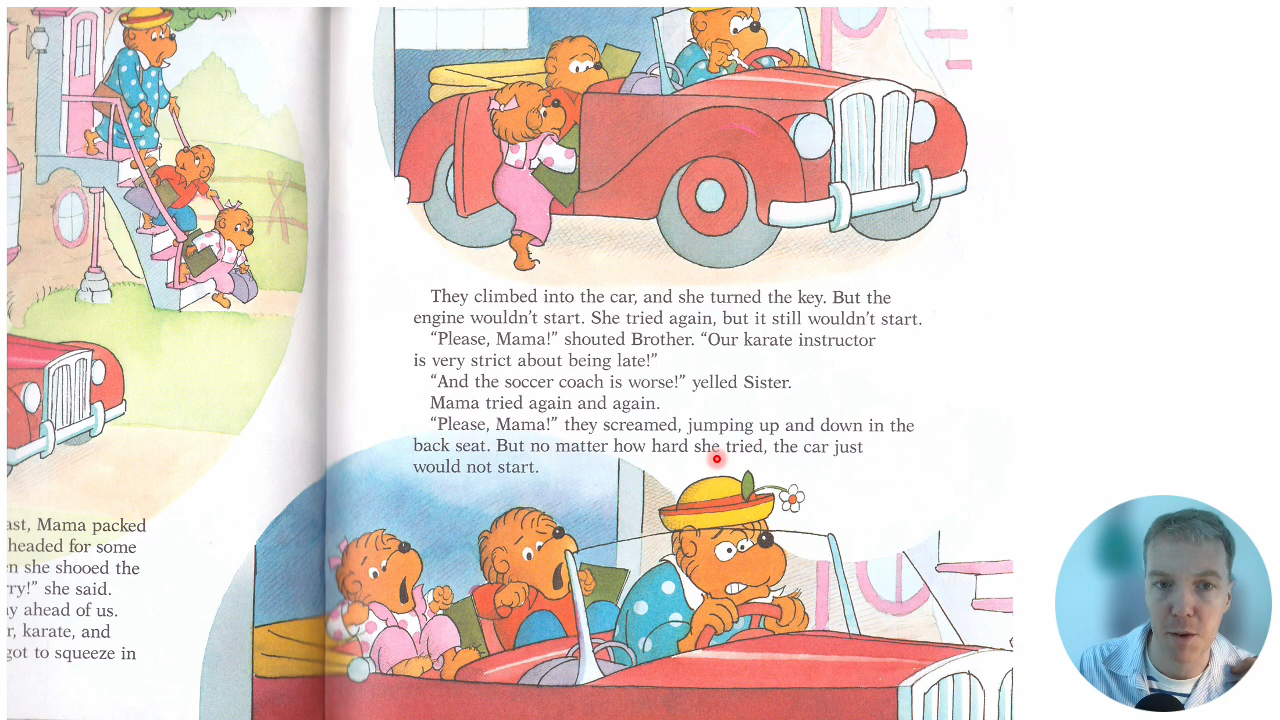 ast, Mama packed
headed for some
n she shooed the
rry!” she said.
y ahead of us.
r, karate, and
got to squeeze in
They climbed into the car, and she turned the key. But the
engine wouldn’t start. She tried again, but it still wouldn’t start.
“Please, Mama!” shouted Brother. “Our karate instructor
is very strict about being late!”
“And the soccer coach is worse!” yelled Sister.
Mama tried again and again.
“Please, Mama!” they screamed, jumping up and down in the
back seat. But no matter how hard she tried, the car just
would not start.